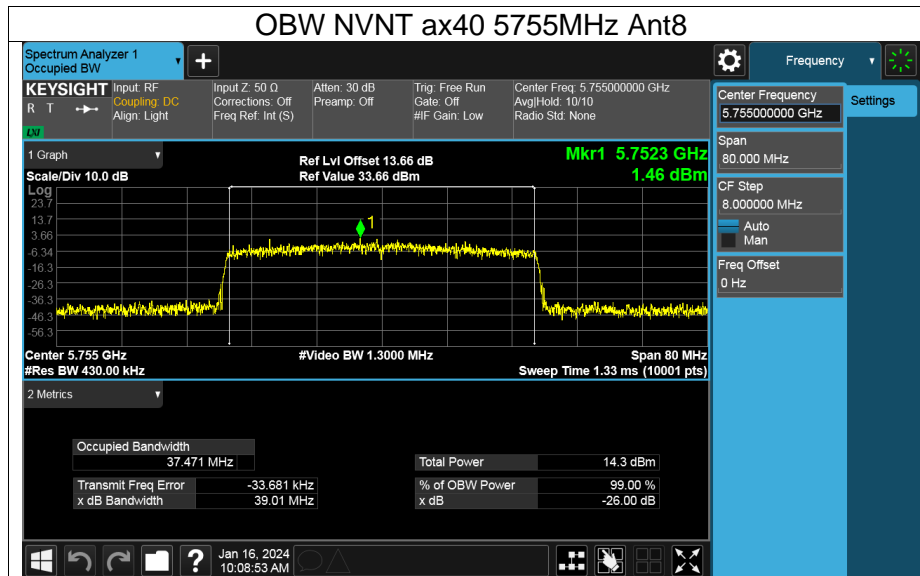 OBW NVNT ax40 5755MHz Ant8
Spectrum Analyzer 1
Occupied BW
+
Frequency
KEYSIGHT
R T
LXI
Input: RF
Coupling: DC
Align: Light
Input Z: 50 Ω
Corrections: Off
Freq Ref: Int (S)
Atten: 30 dB
Preamp: Off
Trig: Free Run
Gate: Off
#IF Gain: Low
Center Freq: 5.755000000 GHz
Avg|Hold: 10/10
Radio Std: None
Center Frequency
5.755000000 GHz
Settings
Span
80.000 MHz
CF Step
8.000000 MHz
Auto
Man
Freq Offset
0 Hz
1 Graph
Scale/Div 10.0 dB
Ref Lvl Offset 13.66 dB
Ref Value 33.66 dBm
Mkr1 5.7523 GHz
1.46 dBm
Log
23.7
13.7
3.66
-6.34
-16.3
-26.3
-36.3
-46.3
-56.3
1
Center 5.755 GHz
#Res BW 430.00 kHz
#Video BW 1.3000 MHz
Span 80 MHz
Sweep Time 1.33 ms (10001 pts)
2 Metrics
Occupied Bandwidth
37.471 MHz
Transmit Freq Error -33.681 kHz
x dB Bandwidth 39.01 MHz
Total Power 14.3 dBm
% of OBW Power 99.00 %
x dB -26.00 dB
?
Jan 16, 2024
10:08:53 AM